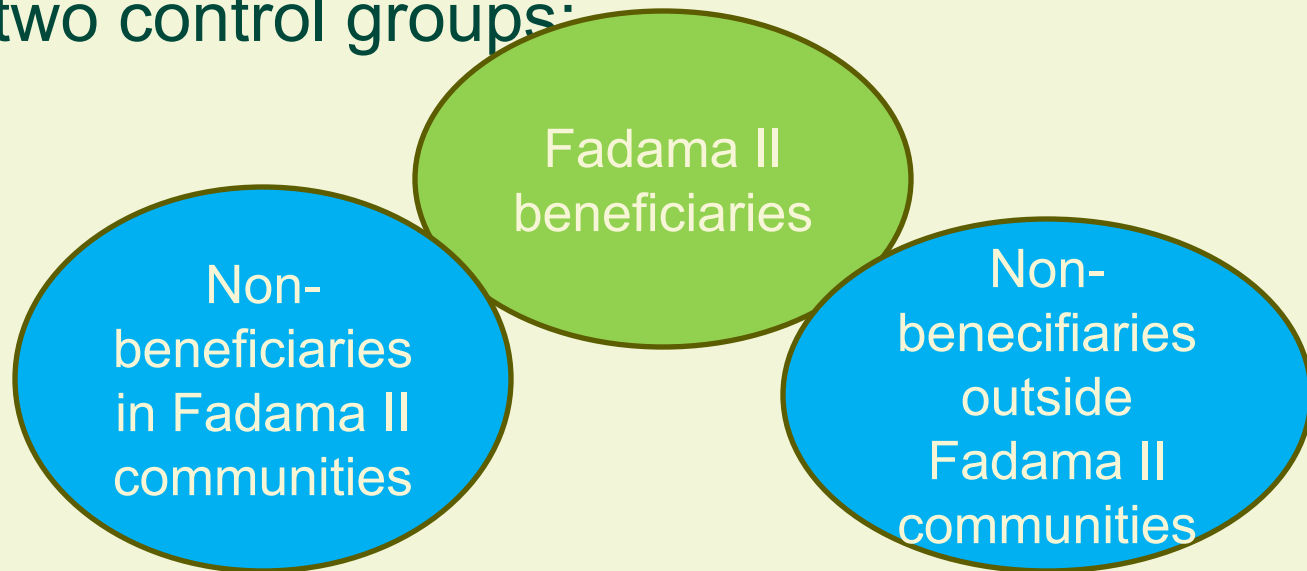 two control groups:
Fadama II
beneficiaries
Non-
beneficiaries
in Fadama II
communities
Non-
benecifiaries
outside
Fadama II
communities